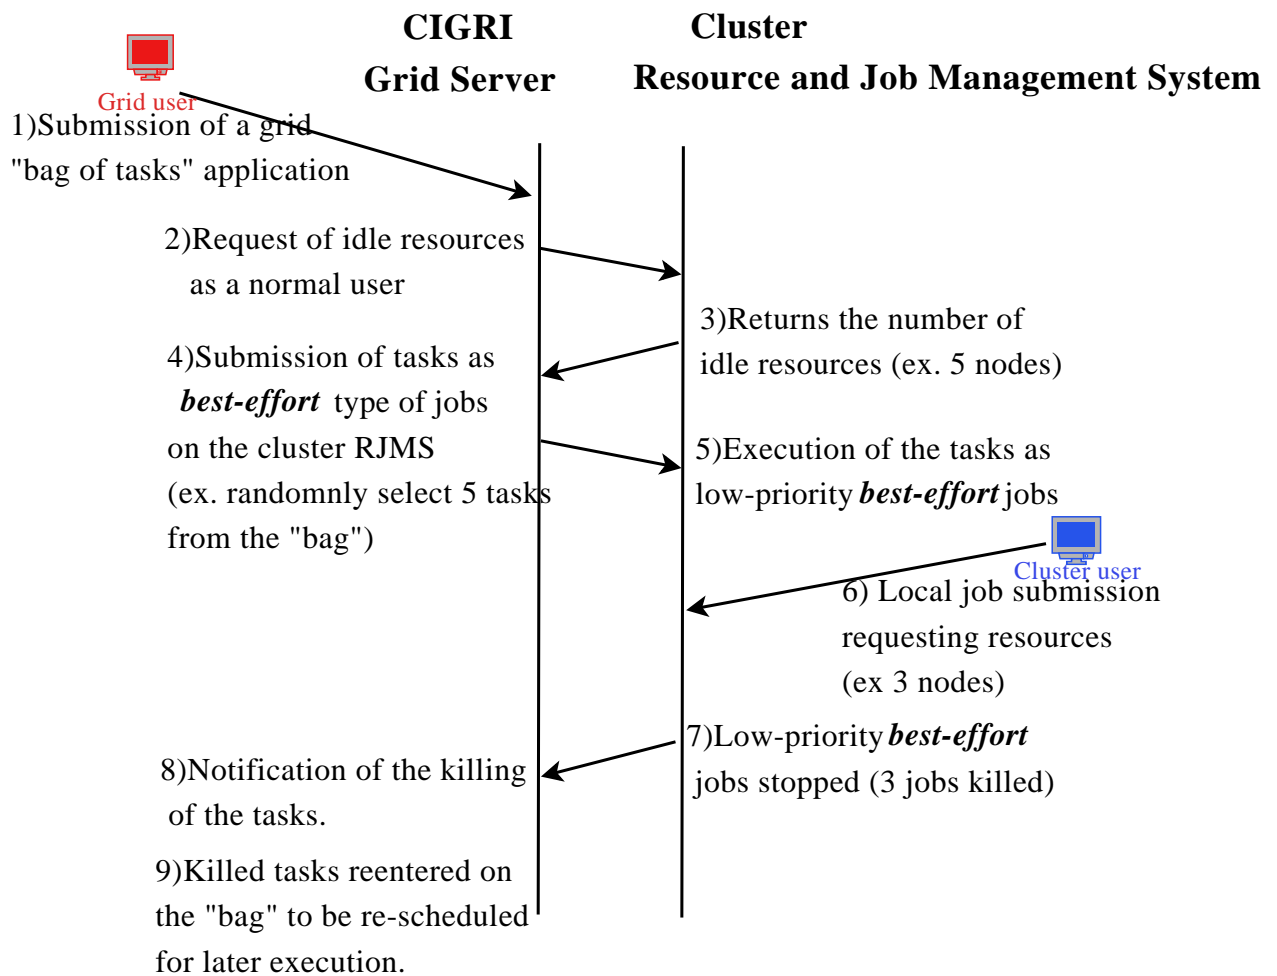 CIGRI
Grid Server
Cluster
Resource and Job Management System
Grid user
1)Submission of a grid
"bag of tasks" application
2)Request of idle resources
as a normal user
3)Returns the number of
idle resources (ex. 5 nodes)
4)Submission of tasks as
best-effort type of jobs
on the cluster RJMS
(ex. randomnly select 5 tasks
from the "bag")
5)Execution of the tasks as
low-priority best-effort jobs
Cluster user
6) Local job submission
requesting resources
(ex 3 nodes)
7)Low-priority best-effort
jobs stopped (3 jobs killed)
8)Notification of the killing
of the tasks.
9)Killed tasks reentered on
the "bag" to be re-scheduled
for later execution.